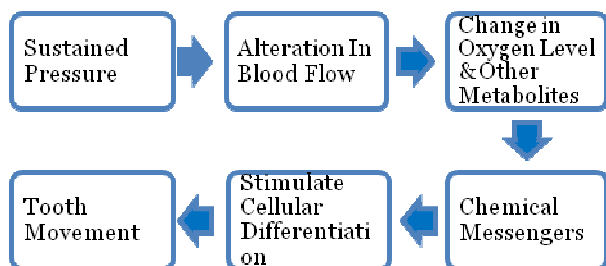 Sustained
Pressure
Alteration In
Blood Flow
Change in
Oxygen Level
&Other
Metabolites
Chemical
Messengers
Stimulate
Cellular
Differentiati
on
Tooth
Movement